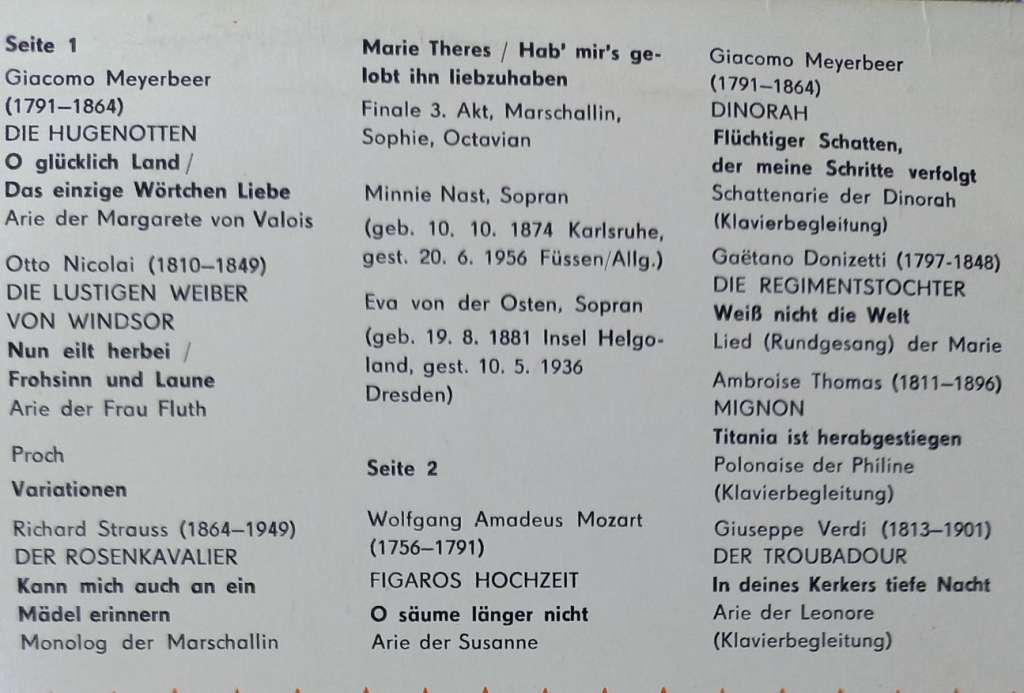 Seite 1
Giacomo Meyerbeer
(1791–1864)
DIE HUGENOTTEN
O glücklich Land /
Das einzige Wörtchen Liebe
Arie der Margarete von Valois
Otto Nicolai (1810–1849)
DIE LUSTIGEN WEIBER
VON WINDSOR
Nun eilt herbei /
Frohsinn und Laune
Arie der Frau Fluth
Proch
Variationen
Richard Strauss (1864–1949)
DER ROSENKAVALIER
Kann mich auch an ein
Mädel erinnern
Monolog der Marschallin
Marie Theres / Hab' mir's ge-
lobt ihn liebzuhaben
Finale 3. Akt, Marschallin,
Sophie, Octavian
Minnie Nast, Sopran
(geb. 10. 10. 1874 Karlsruhe,
gest. 20. 6. 1956 Füssen/Allg.)
Eva von der Osten, Sopran
(geb. 19. 8. 1881 Insel Helgo-
land, gest. 10. 5. 1936
Dresden)
Seite 2
Wolfgang Amadeus Mozart
(1756–1791)
FIGAROS HOCHZEIT
O säume länger nicht
Arie der Susanne
Giacomo Meyerbeer
(1791–1864)
DINORAH
Flüchtiger Schatten,
der meine Schritte verfolgt
Schattenarie der Dinorah
(Klavierbegleitung)
Gaëtano Donizetti (1797-1848)
DIE REGIMENTSTOCHTER
Weiß nicht die Welt
Lied (Rundgesang) der Marie
Ambroise Thomas (1811–1896)
MIGNON
Titania ist herabgestiegen
Polonaise der Philine
(Klavierbegleitung)
Giuseppe Verdi (1813–1901)
DER TROUBADOUR
In deines Kerkers tiefe Nacht
Arie der Leonore
(Klavierbegleitung)